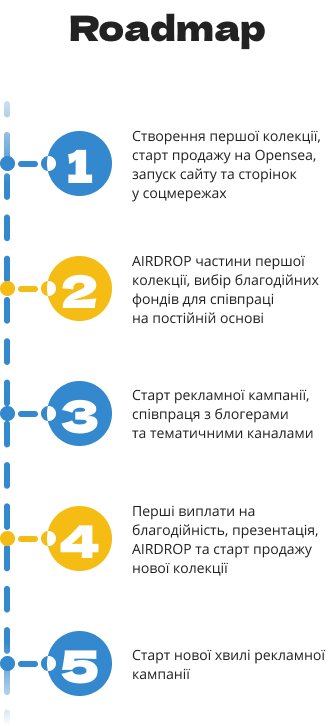 Roadmap
1
Створення першої колекції,
старт продажу на Opensea,
запуск сайту та сторінок
у соцмережах
2
AIRDROP частини першої
колекції, вибір благодійних
фондів для співпраці
на постійній основі
3
Старт рекламної кампанії,
співпраця з блогерами
та тематичними каналами
4
Перші виплати на
благодійність, презентація,
AIRDROP та старт продажу
нової колекції
5
Старт нової хвилі рекламної
кампанії